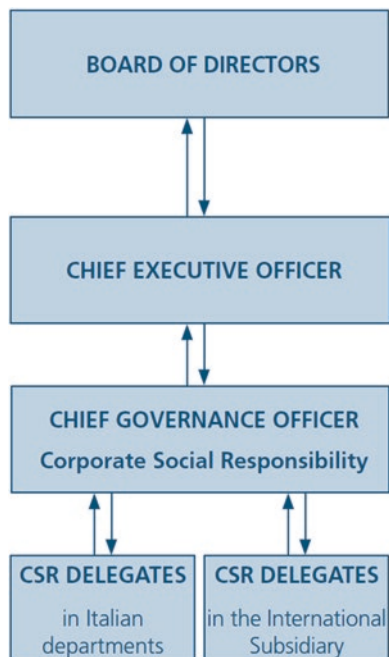 BOARD OF DIRECTORS
CHIEF EXECUTIVE OFFICER
CHIEF GOVERNANCE OFFICER
Corporate Social Responsibility
CSR DELEGATES
in Italian
departments
CSR DELEGATES
in the International
Subsidiary